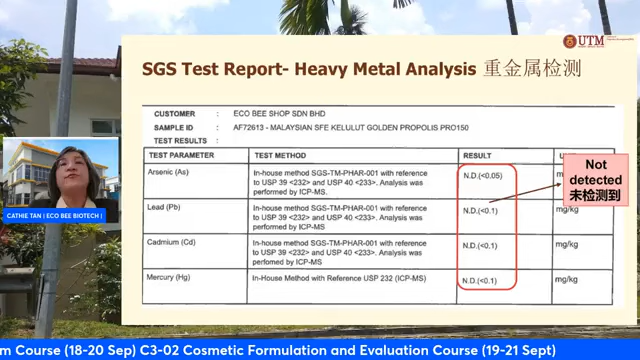 UTM
SGS Test Report- Heavy Metal Analysis 重金属检测
CUSTOMER : ECO BEE SHOP SDN BHD
SAMPLE ID : AF72613 - MALAYSIAN SFE KELULUT GOLDEN PROPOLIS PRO150
TEST RESULTS :
TEST PARAMETER TEST METHOD RESULT U
Arsenic (As) In-house method SGS-TM-PHAR-001 with reference N.D.(<0.05)
to USP 39 <232> and USP 40 <233>. Analysis was
performed by ICP-MS.
Lead (Pb) In-house method SGS-TM-PHAR-001 with reference N.D.(<0.1) mg/kg
to USP 39 <232> and USP 40 <233>. Analysis was
performed by ICP-MS.
Cadmium (Cd) In-house method SGS-TM-PHAR-001 with reference N.D.(<0.1) mg/kg
to USP 39 <232> and USP 40 <233>. Analysis was
performed by ICP-MS
Mercury (Hg) In-House Method with Reference USP 232 (ICP-MS) N.D.(<0.1) mg/kg
Not
detected
未检测到
CATHIE TAN | ECO BEE BIOTECH |
m Course (18-20 Sep) C3-02 Cosmetic Formulation and Evaluation Course (19-21 Sept)